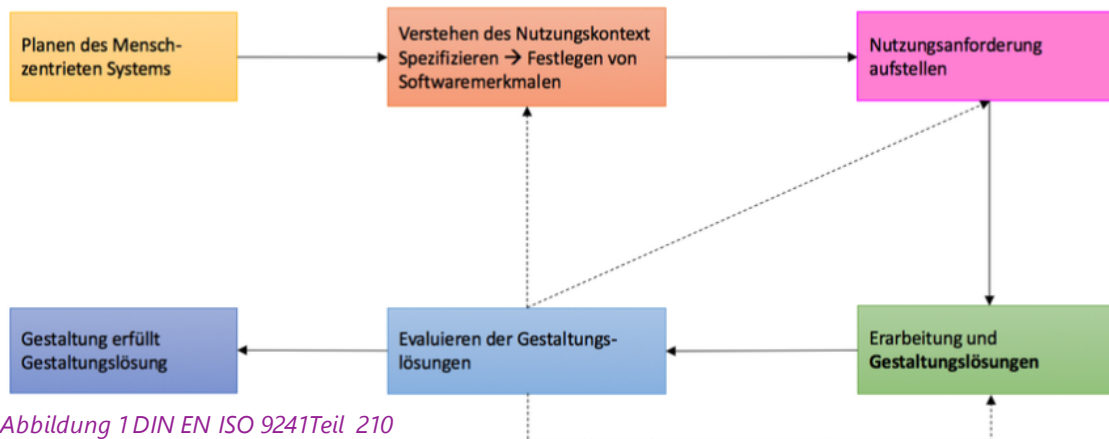 Planen des Mensch-
zentrieten Systems
Verstehen des Nutzungskontext
Spezifizieren → Festlegen von
Softwaremerkmalen
Nutzungsanforderung
aufstellen
Gestaltung erfüllt
Gestaltungslösung
Evaluieren der Gestaltungs-
lösungen
Erarbeitung und
Gestaltungslösungen
Abbildung 1 DIN EN ISO 9241Teil 210